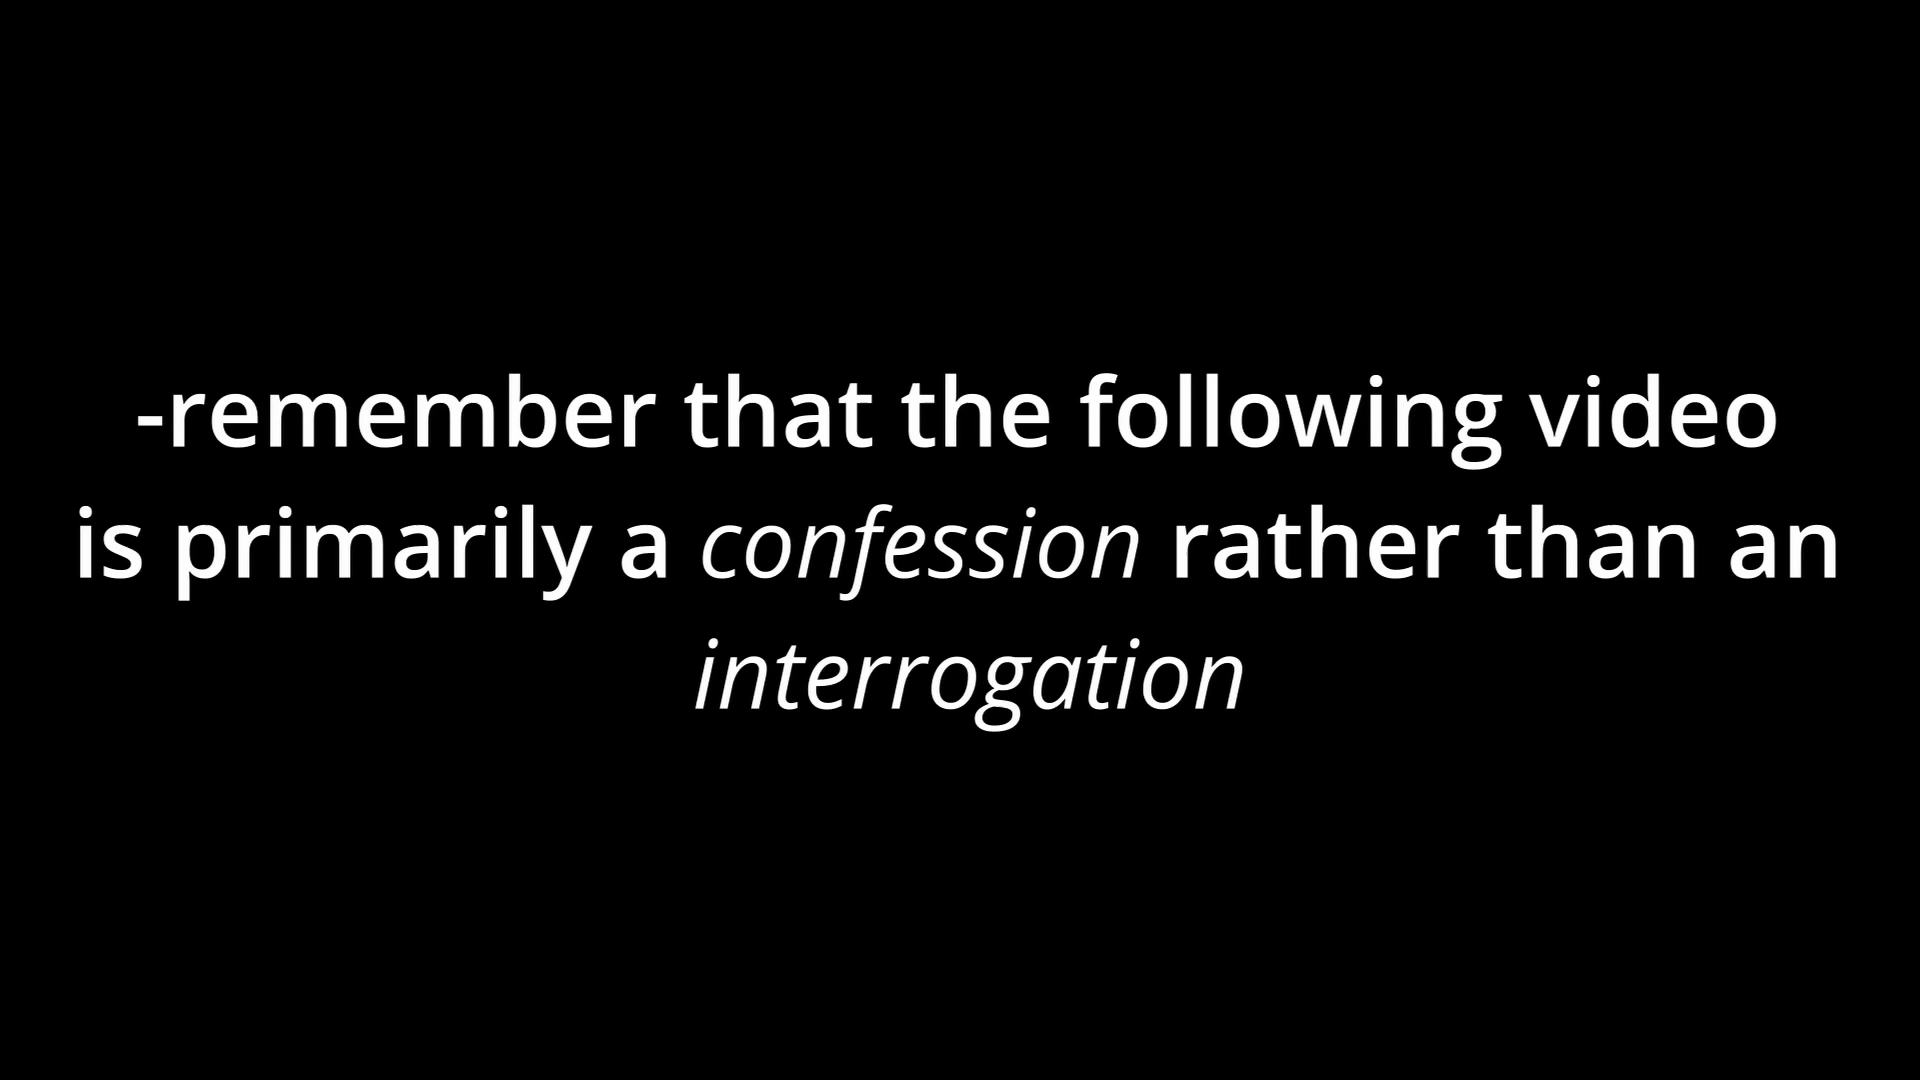 -remember that the following video
is primarily a confession rather than an
interrogation